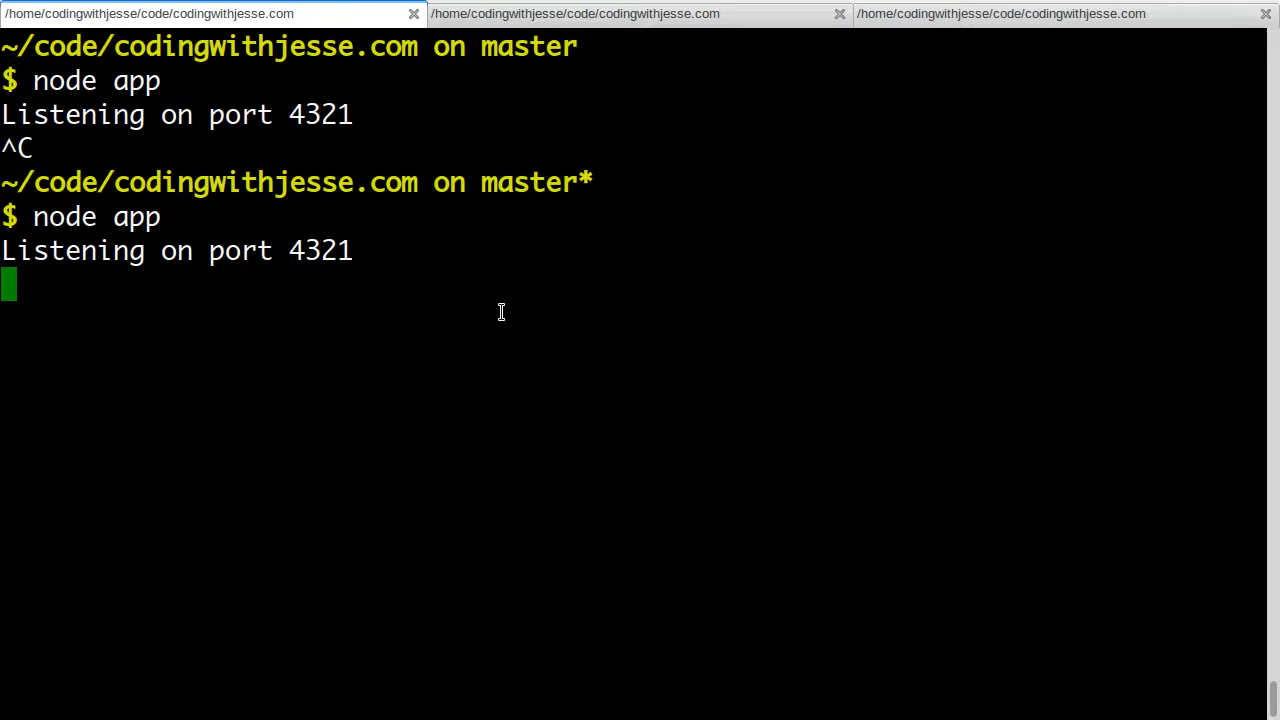 /home/codingwithjesse/code/codingwithjesse.com /home/codingwithjesse/code/codingwithjesse.com /home/codingwithjesse/code/codingwithjesse.com
~/code/codingwithjesse.com on master
$ node app
Listening on port 4321
^C
~/code/codingwithjesse.com on master*
$ node app
Listening on port 4321